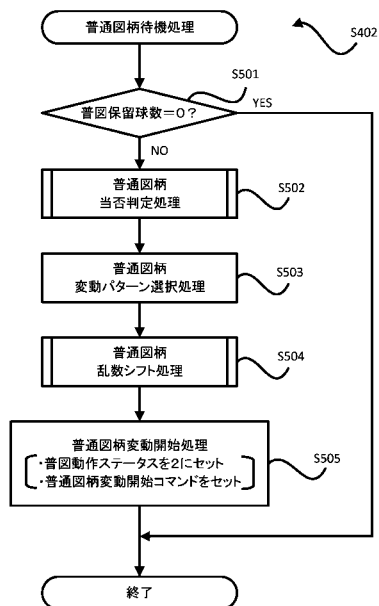 普通図柄待機処理
S402
S501
普図保留球数=0?
YES
NO
普通図柄
当否判定処理
S502
普通図柄
変動パターン選択処理
S503
普通図柄
乱数シフト処理
S504
普通図柄変動開始処理
・普図動作ステータスを2にセット
・普通図柄変動開始コマンドをセット
S505
終了